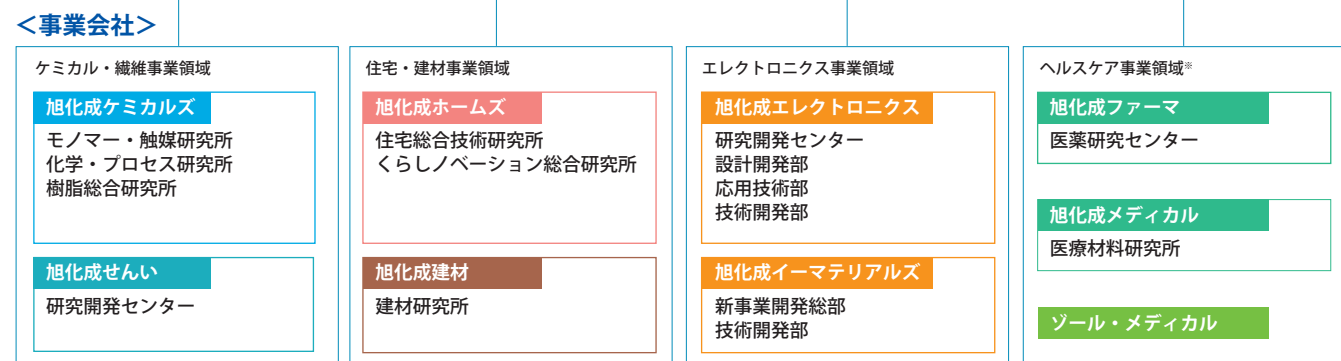 ＜事業会社＞
ケミカル・繊維事業領域
旭化成ケミカルズ
モノマー・触媒研究所
化学・プロセス研究所
樹脂総合研究所
旭化成せんい
研究開発センター
住宅・建材事業領域
旭化成ホームズ
住宅総合技術研究所
くらしノベーション総合研究所
旭化成建材
建材研究所
エレクトロニクス事業領域
旭化成エレクトロニクス
研究開発センター
設計開発部
応用技術部
技術開発部
旭化成イーマテリアルズ
新事業開発総部
技術開発部
ヘルスケア事業領域※
旭化成ファーマ
医薬研究センター
旭化成メディカル
医療材料研究所
ゾール・メディカル